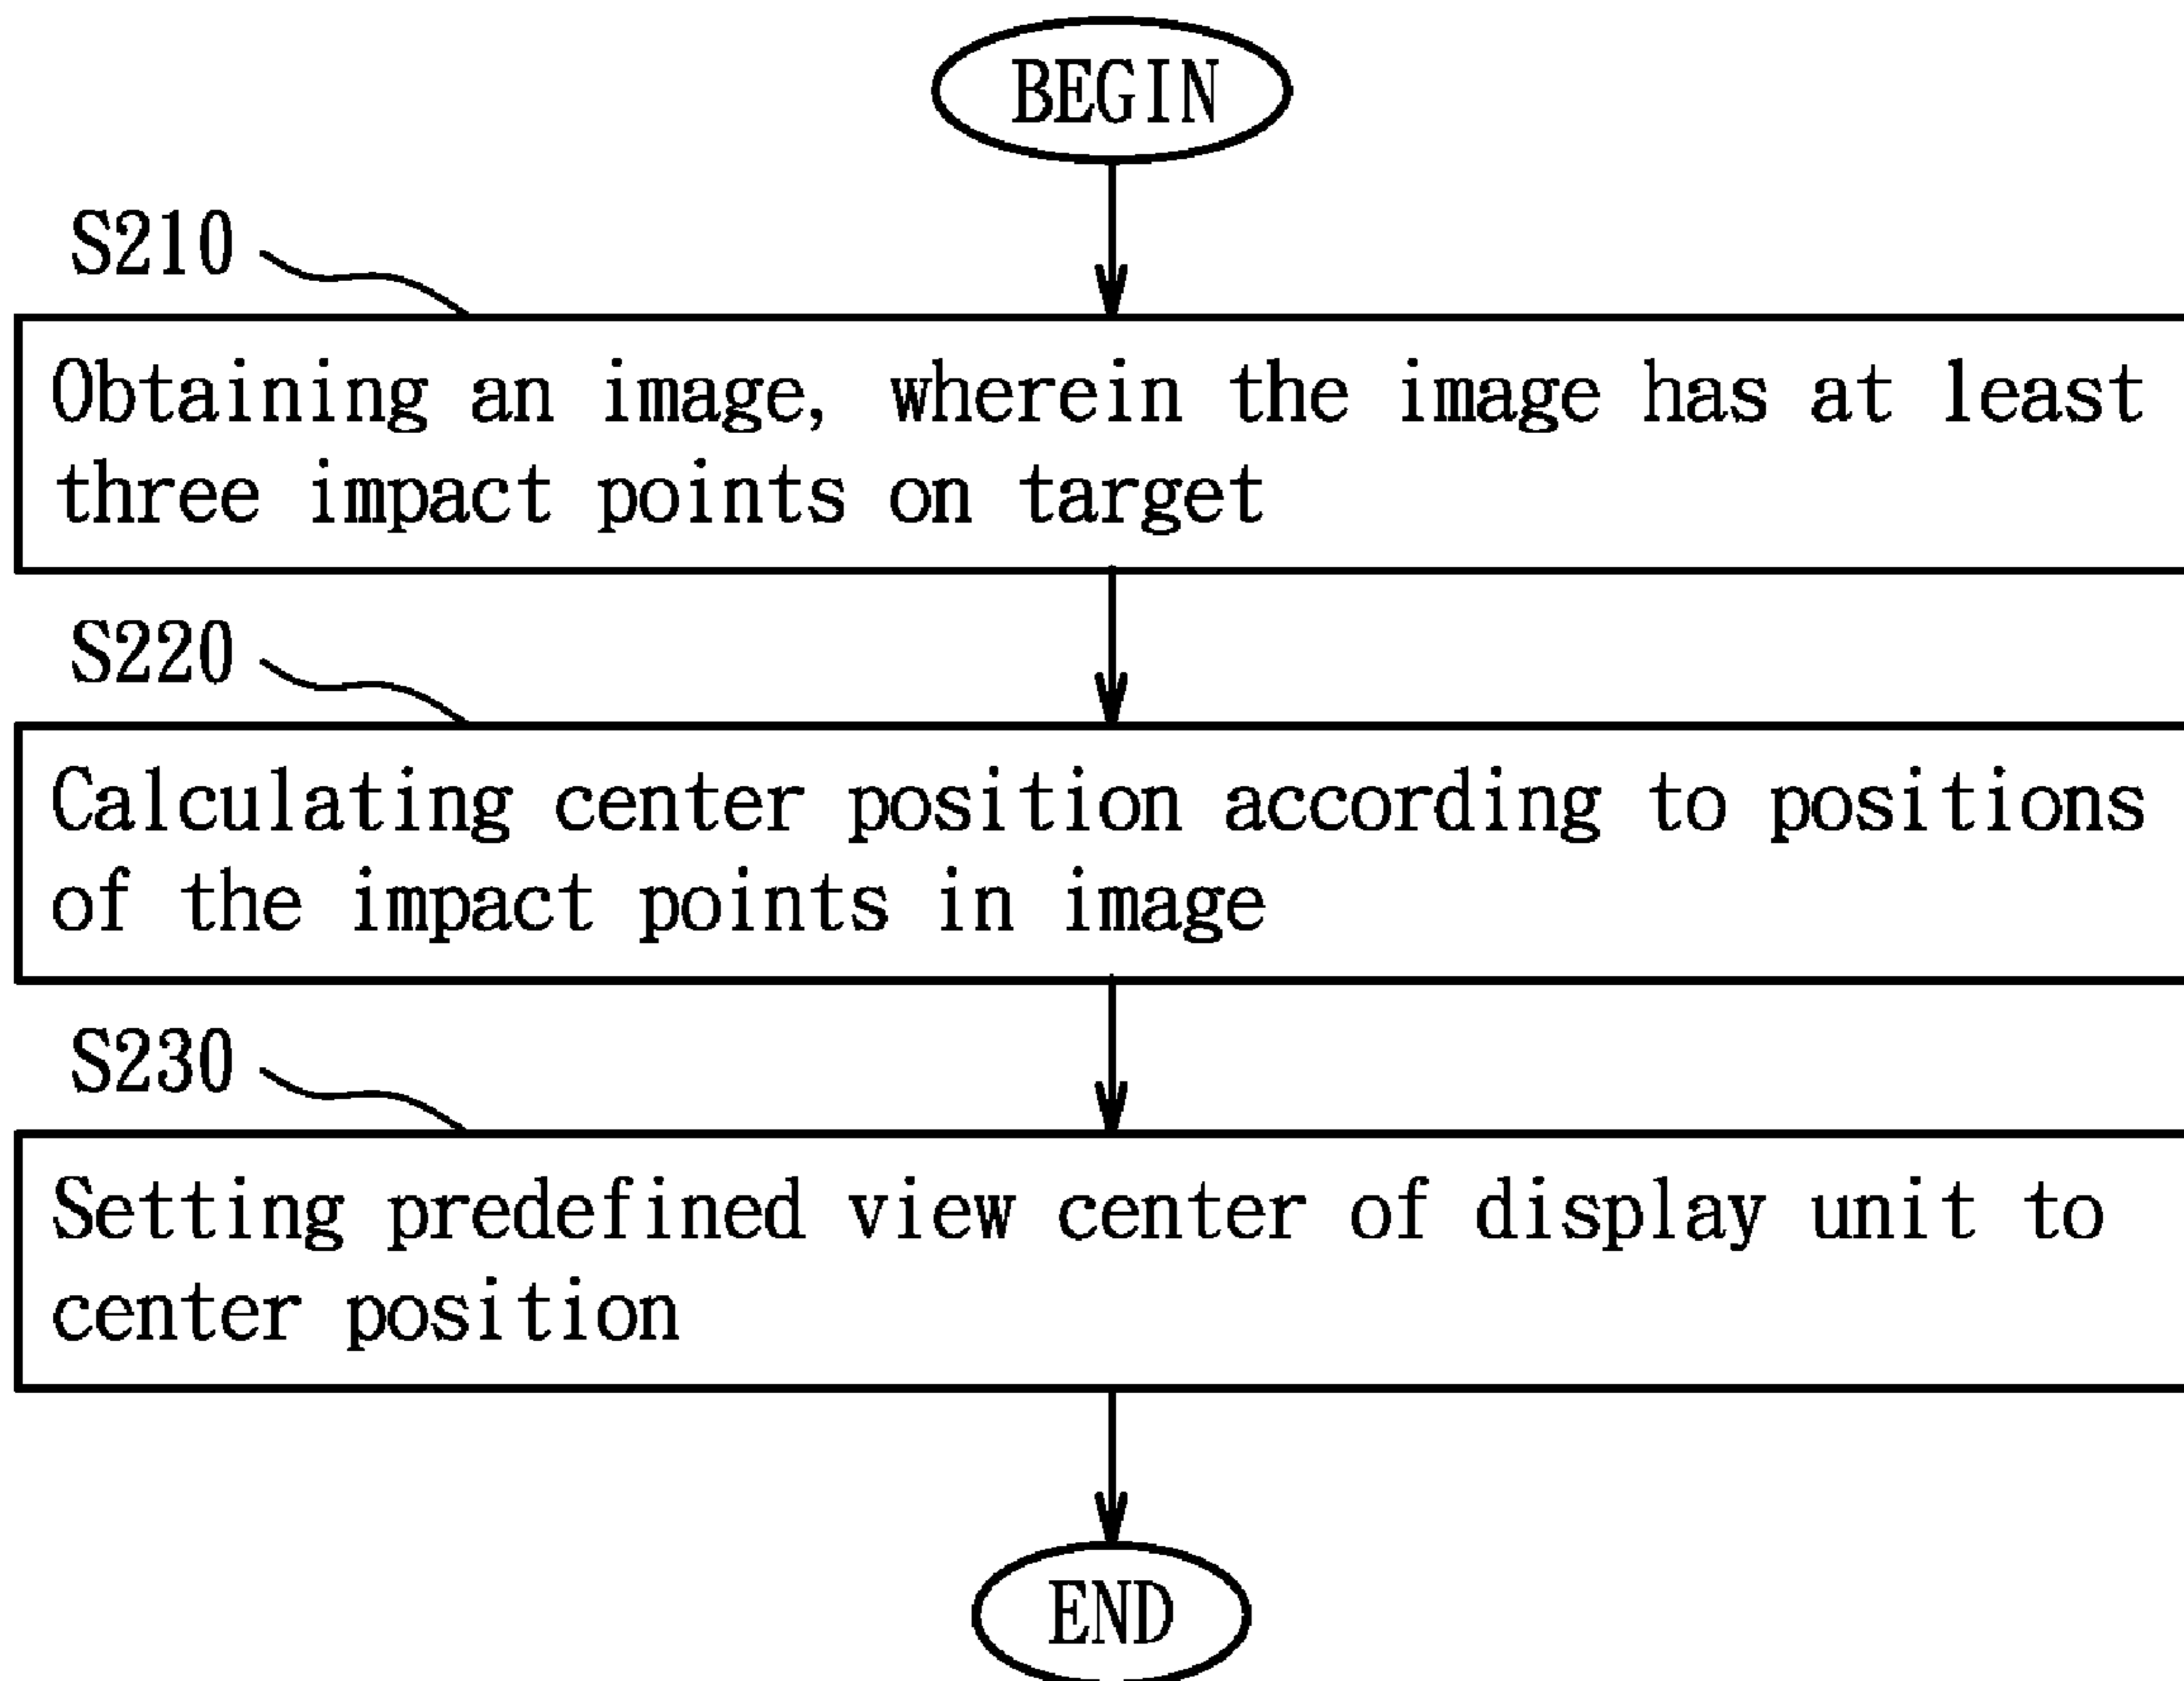 BEGIN
S210
Obtaining an image, wherein the image has at least
three impact points on target
S220
Calculating center position according to positions
of the impact points in image
S230
Setting predefined view center of display unit to
center position
END